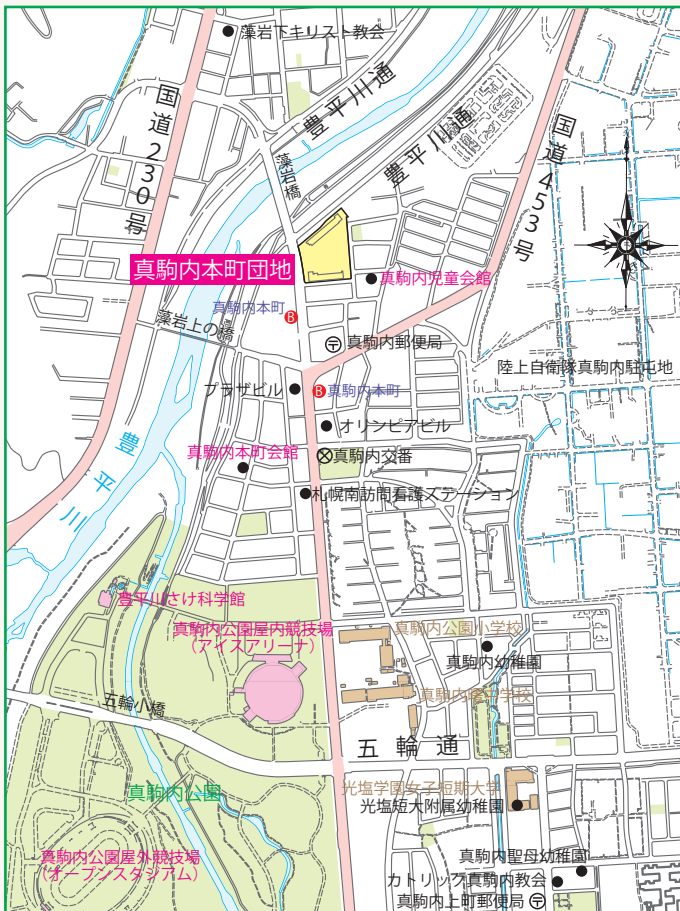 藻岩下キリスト教会
国道230号
豊平川通
豊平川通
国道453号
藻岩橋
真駒内本町団地
真駒内児童会館
真駒内本町
B
藻岩上の橋
〒
真駒内郵便局
陸上自衛隊真駒内駐屯地
プラザビル
B
真駒内本町
オリンピアビル
豊平川
真駒内本町会館
真駒内交番
札幌南訪問看護ステーション
豊平川さけ科学館
真駒内公園屋内競技場
（アイスアリーナ）
真駒内公園小学校
真駒内幼稚園
五輪小橋
五輪通
真駒内公園
光塩学園女子短期大学
光塩短大附属幼稚園
真駒内公園屋外競技場
（オープンスタジアム）
真駒内聖母幼稚園
カトリック真駒内教会
真駒内上町郵便局
〒